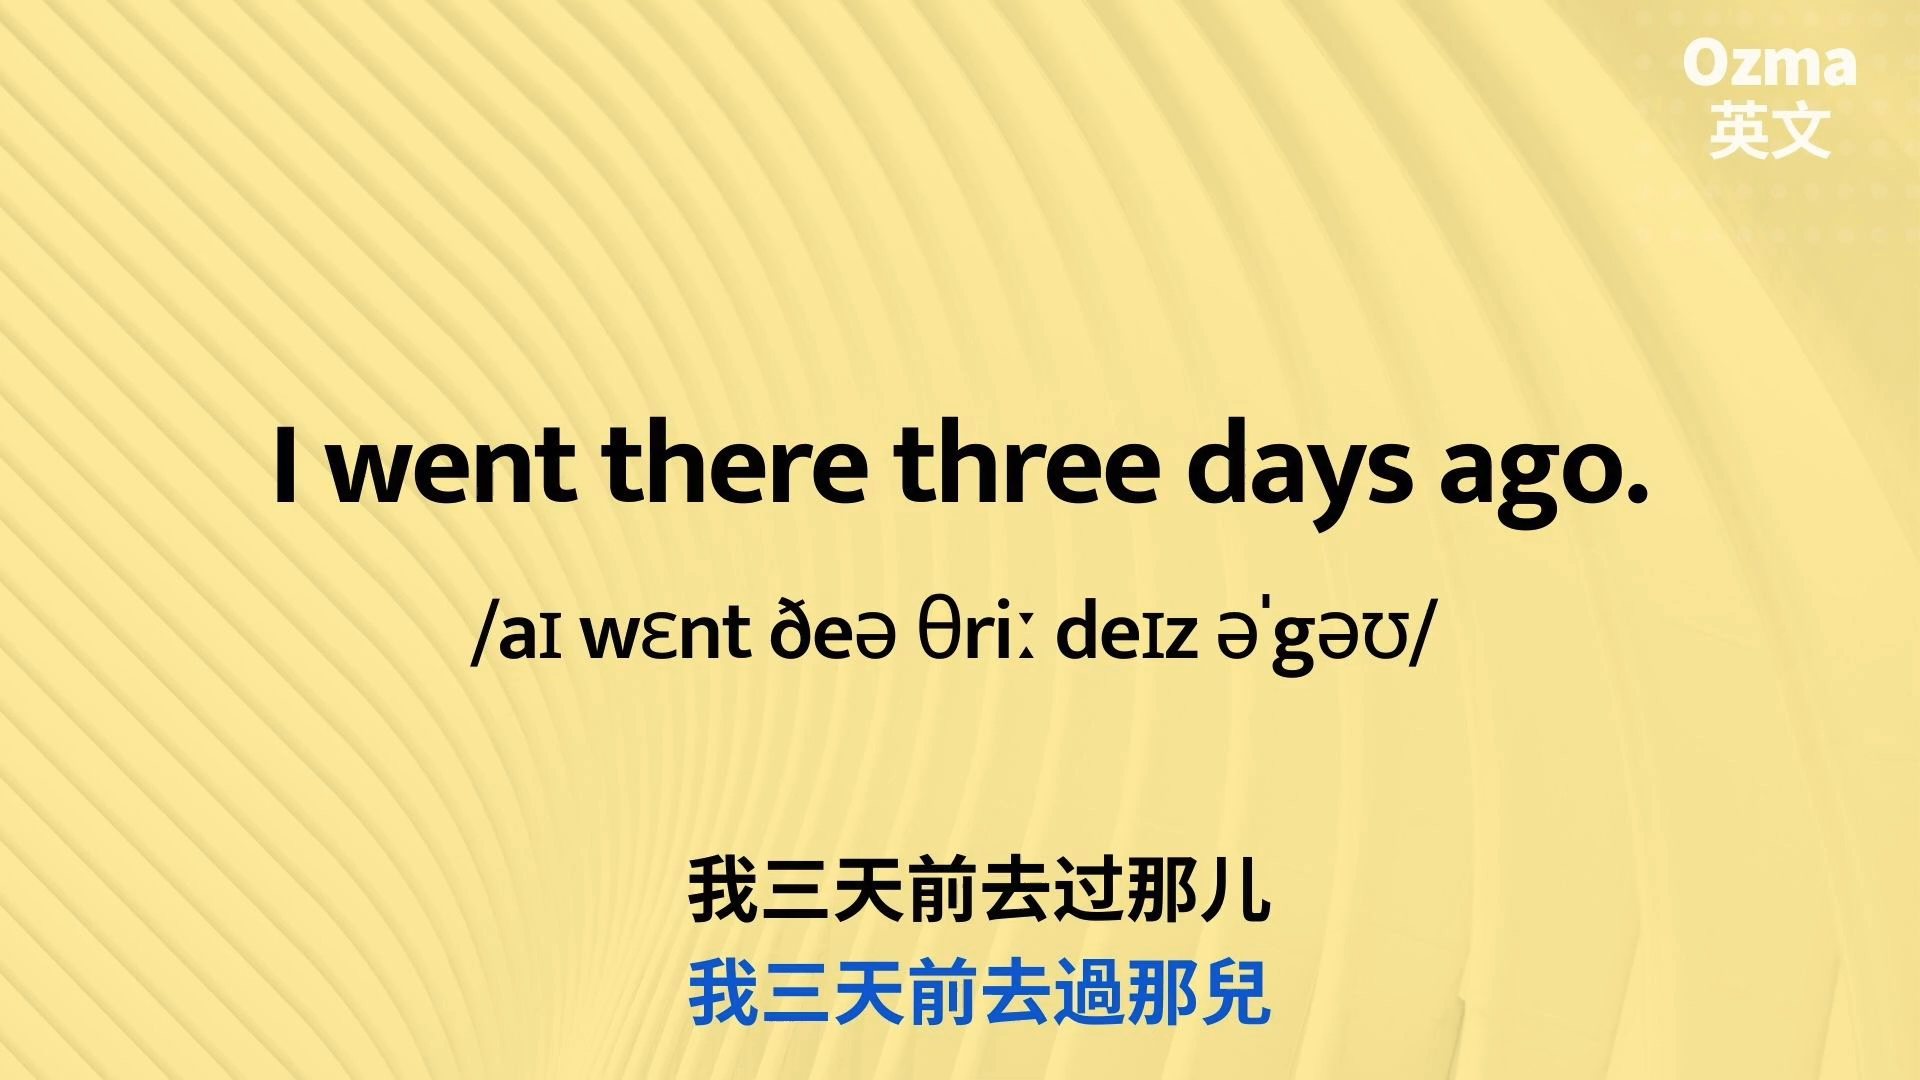 Ozma
英文
I went there three days ago.
/aɪ wɛnt ðeə θriː deɪz əˈgəʊ/
我三天前去过那儿
我三天前去過那兒